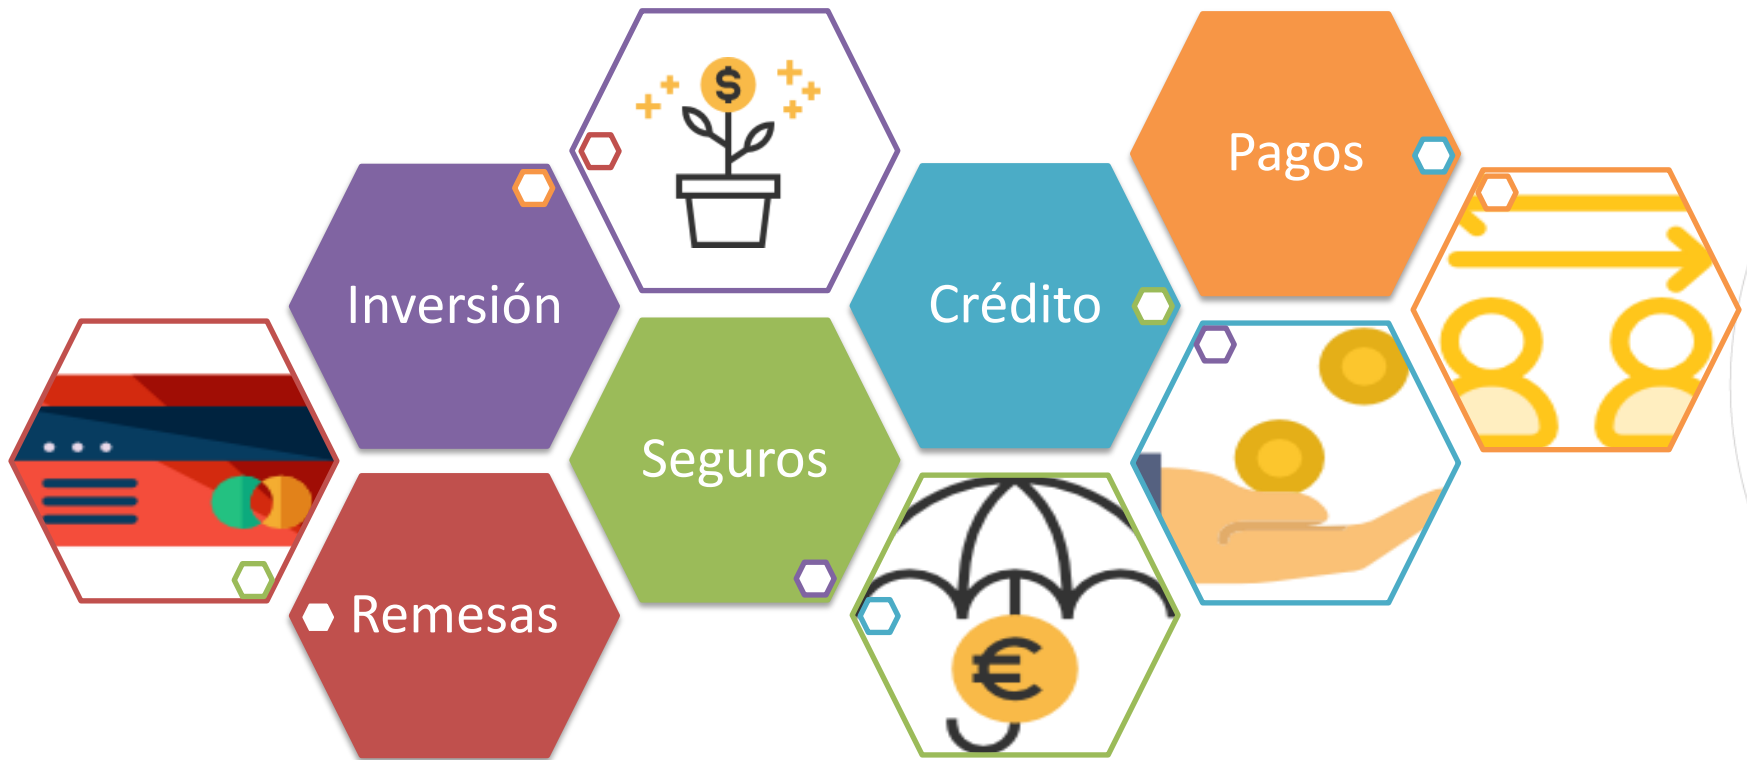 Pagos
Inversión
Crédito
Seguros
Remesas
$
€